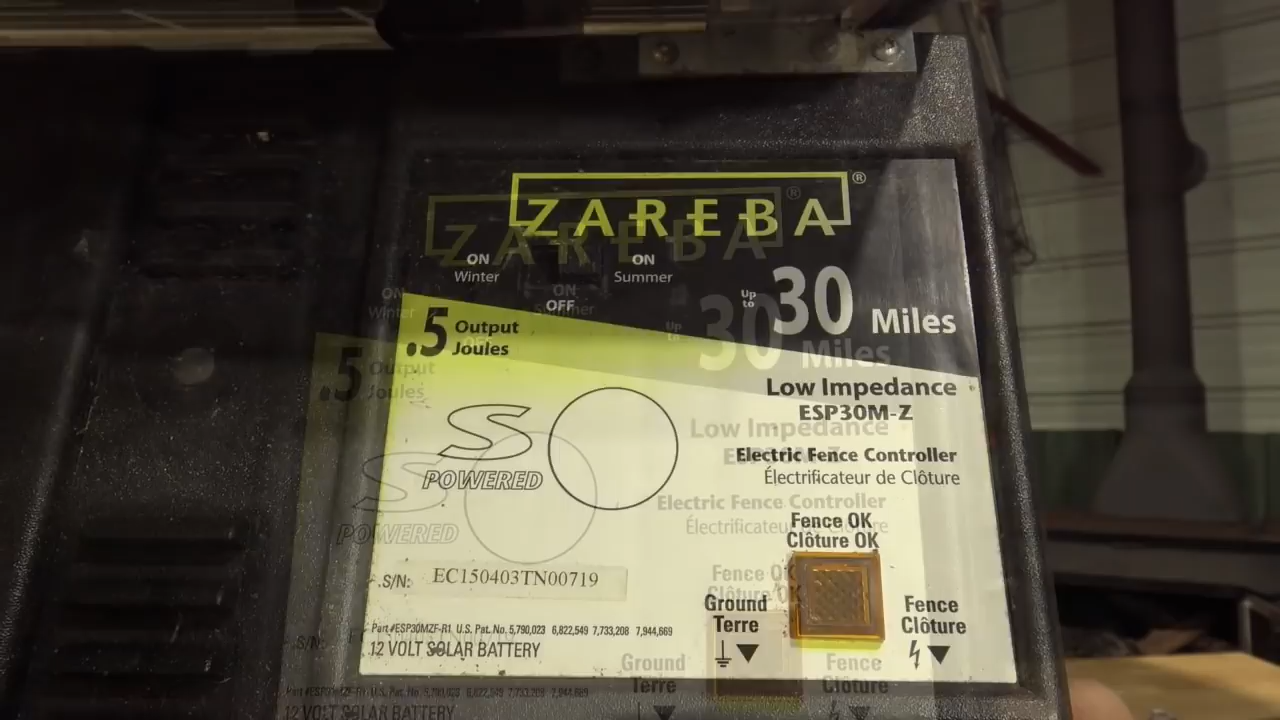 ZAREBA®
ON
Winter
ON
Summer
OFF
Up to 30 Miles
.5 Output
Joules
Low Impedance
ESP30M-Z
S
POWERED
Electric Fence Controller
Électrificateur de Clôture
Fence OK
Clôture OK
S/N: EC150403TN00719
Ground
Terre
Fence
Clôture
Part #ESP30MZF-R1 U.S. Pat. No. 5,790,023 6,822,549 7,733,208 7,944,669
12 VOLT SOLAR BATTERY